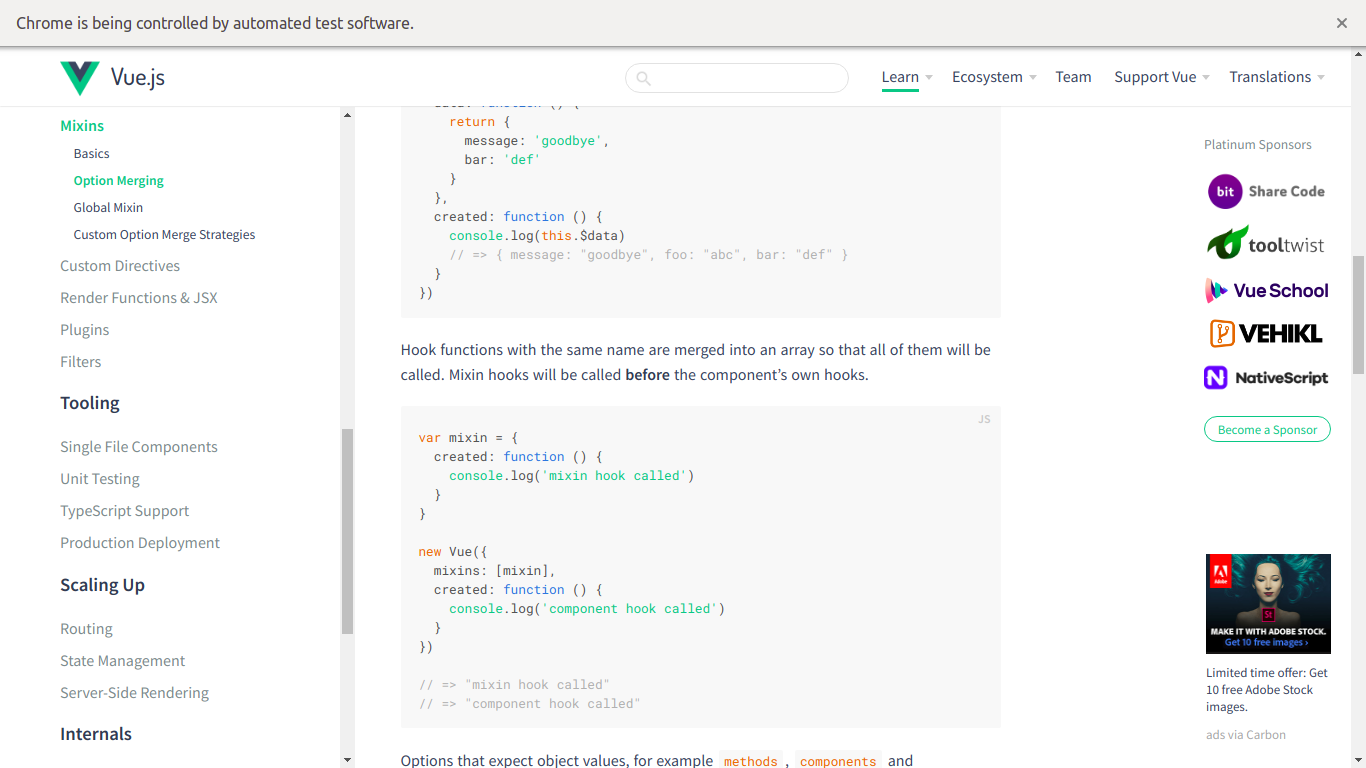 Chrome is being controlled by automated test software.
Vue.js
Learn
Ecosystem
Team
Support Vue
Translations
Mixins
Basics
Option Merging
Global Mixin
Custom Option Merge Strategies
Custom Directives
Render Functions & JSX
Plugins
Filters
Tooling
Single File Components
Unit Testing
TypeScript Support
Production Deployment
Scaling Up
Routing
State Management
Server-Side Rendering
Internals
return {
message: 'goodbye',
bar: 'def'
}
},
created: function () {
console.log(this.$data)
// => { message: "goodbye", foo: "abc", bar: "def" }
}
})
Hook functions with the same name are merged into an array so that all of them will be
called. Mixin hooks will be called before the component’s own hooks.
JS
var mixin = {
created: function () {
console.log('mixin hook called')
}
}
new Vue({
mixins: [mixin],
created: function () {
console.log('component hook called')
}
})
// => "mixin hook called"
// => "component hook called"
Options that expect object values, for example methods , components and
Platinum Sponsors
bit Share Code
tooltwist
Vue School
VEHIKL
N NativeScript
Become a Sponsor
Adobe
St
MAKE IT WITH ADOBE STOCK.
Get 10 free images ›
Limited time offer: Get
10 free Adobe Stock
images.
ads via Carbon